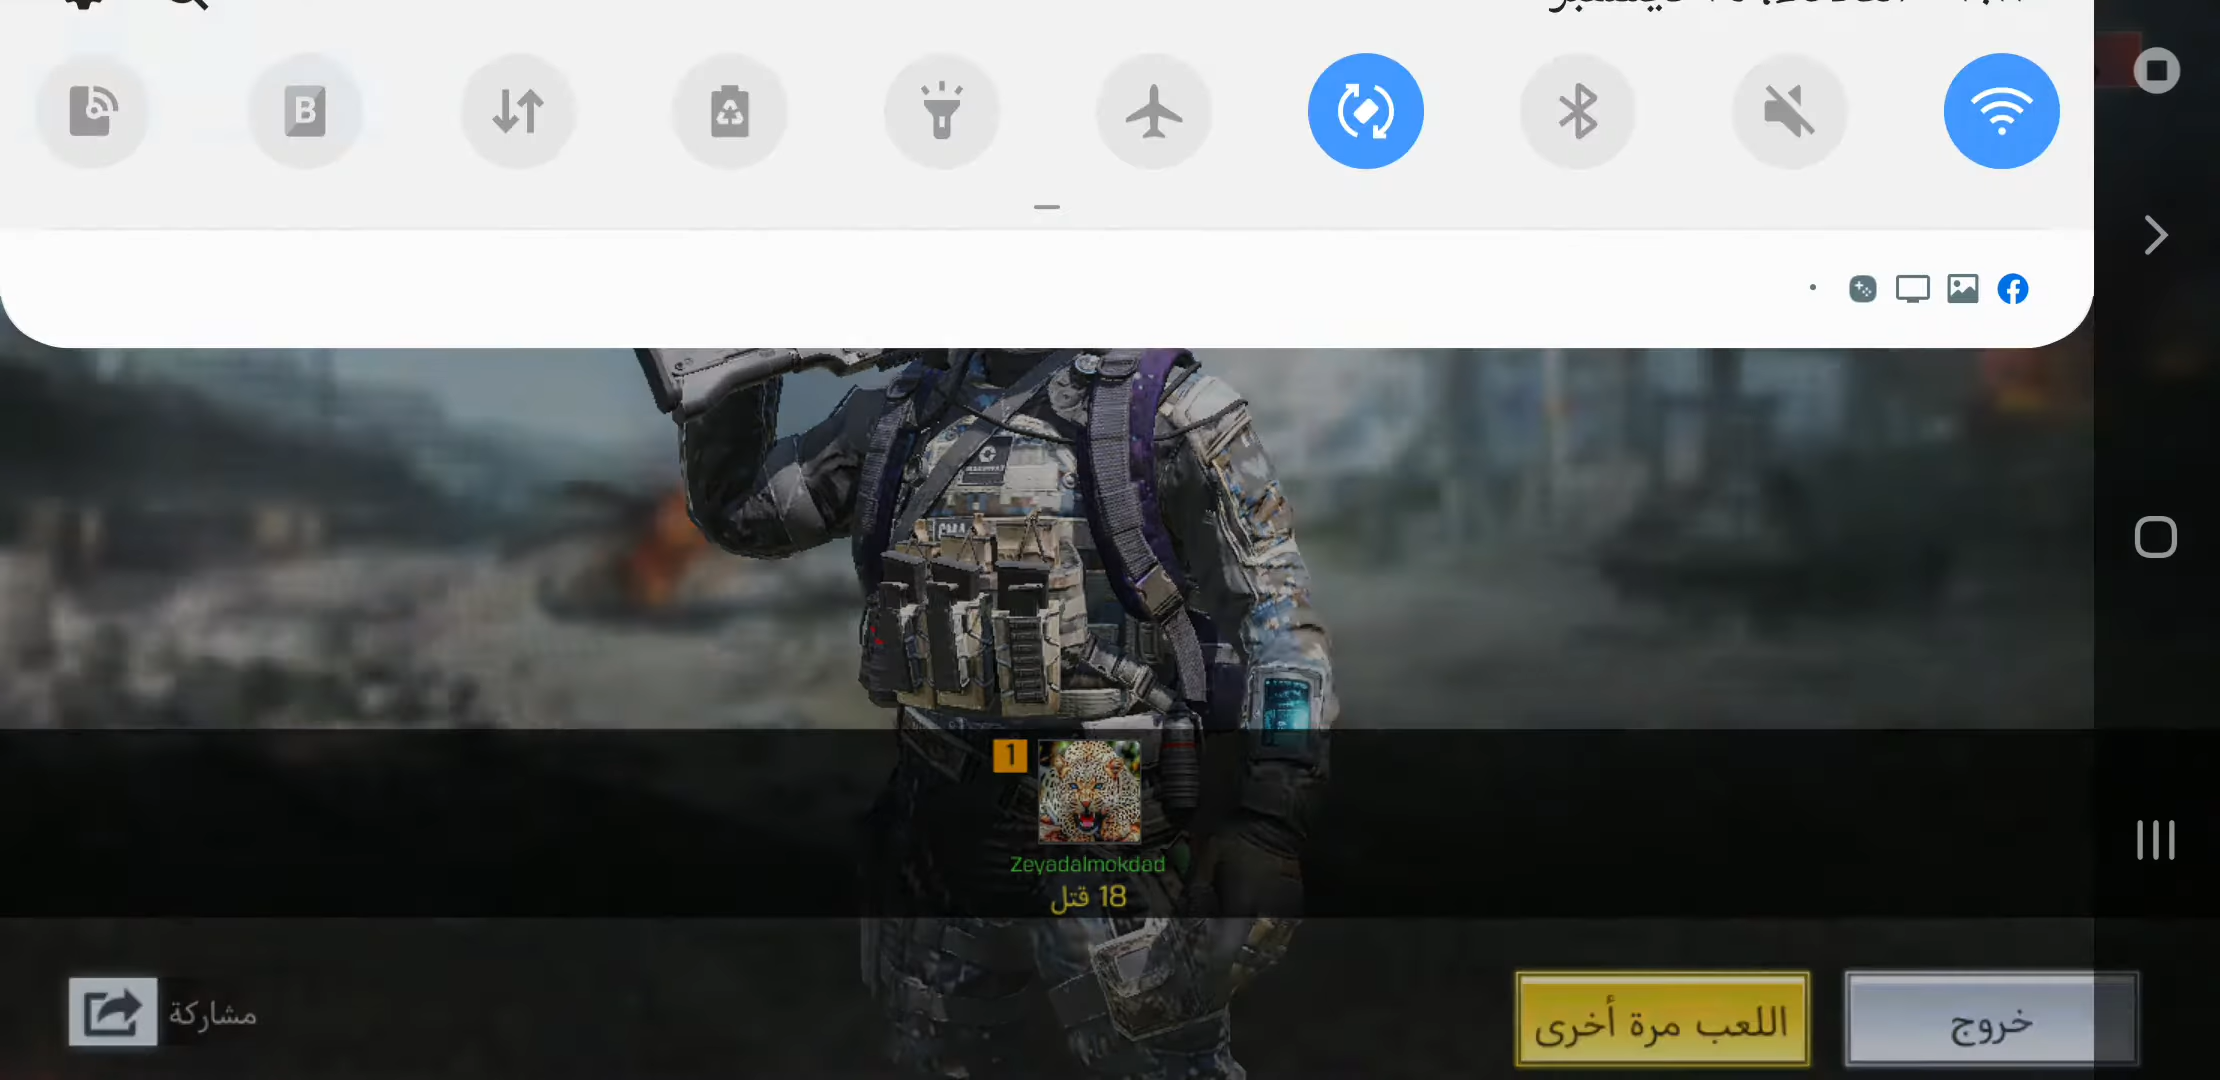 B
1
Zeyadalmokdad
18 قتل
مشاركة
اللعب مرة أخرى
خروج